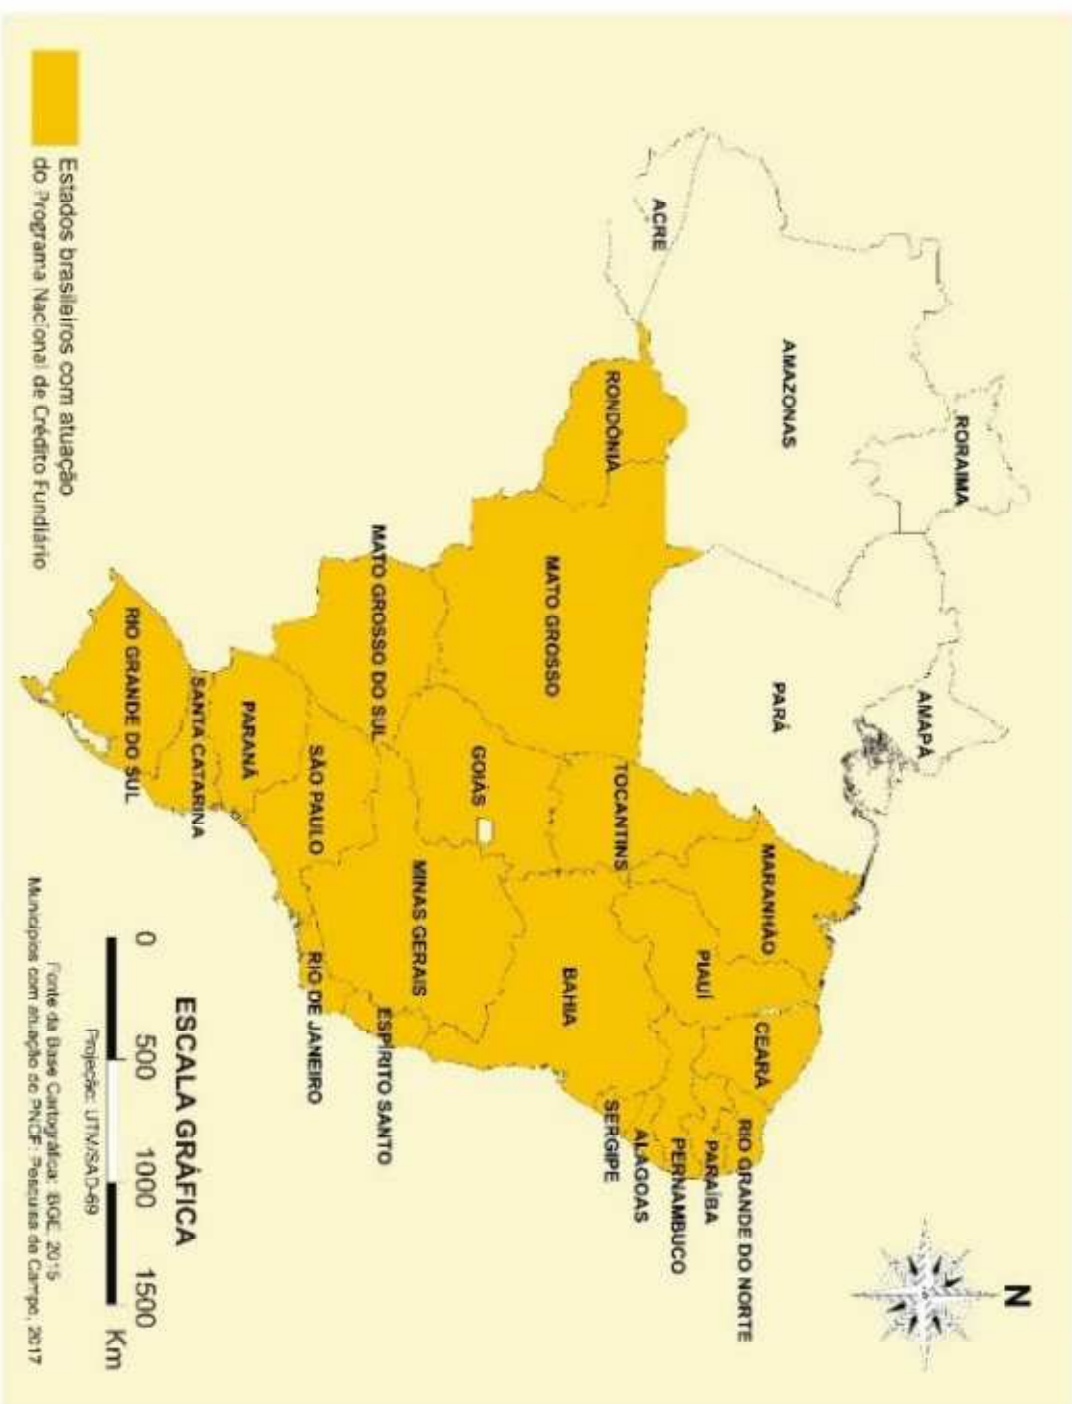 N
RORAIMA
AMAPÁ
AMAZONAS
PARÁ
ACRE
RONDÔNIA
MATO GROSSO
TOCANTINS
MARANHÃO
PIAUÍ
CEARÁ
RIO GRANDE DO NORTE
PARAÍBA
PERNAMBUCO
ALAGOAS
SERGIPE
BAHIA
GOIÁS
MATO GROSSO DO SUL
MINAS GERAIS
ESPÍRITO SANTO
RIO DE JANEIRO
SÃO PAULO
PARANÁ
SANTA CATARINA
RIO GRANDE DO SUL
Estados brasileiros com atuação
do Programa Nacional de Crédito Fundiário
ESCALA GRÁFICA
0 500 1000 1500
Km
Projeção: UTM/SAD-69
Fonte da Base Cartográfica: IBGE, 2015
Municípios com atuação do PNCF: Pesquisa de Campo, 2017